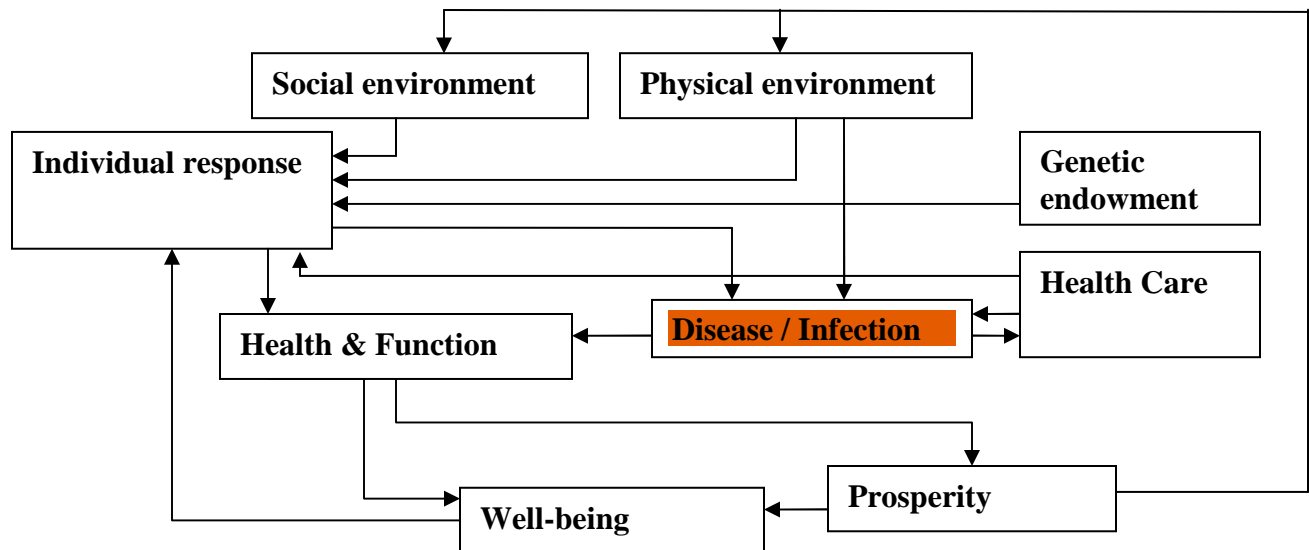 Social environment
Physical environment
Individual response
Genetic
endowment
Health Care
Disease / Infection
Health & Function
Prosperity
Well-being